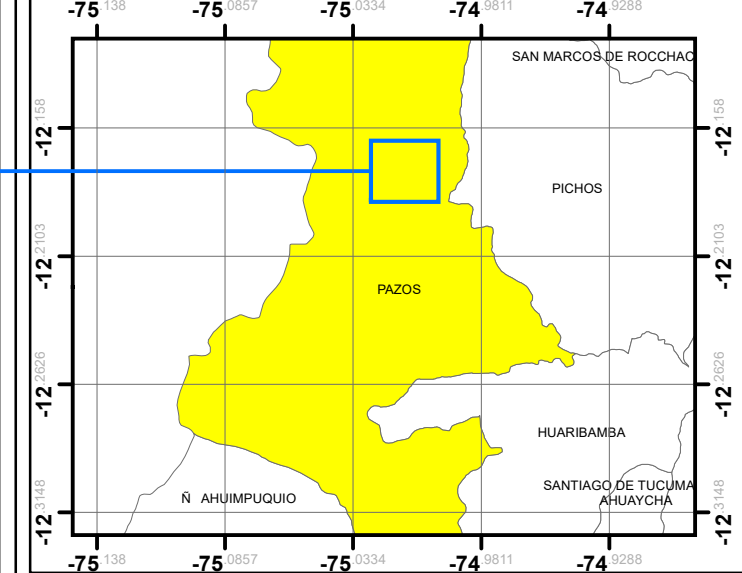 -75.138 -75.0857 -75.0334 -74.9811 -74.9288
SAN MARCOS DE ROCCHAC
-12.158 -12.158
PICHOS
-12.2103 -12.2103
PAZOS
-12.2626 -12.2626
HUARIBAMBA
SANTIAGO DE TUCUMA
Ñ AHUIMPUQUIO AHUAYCHA
-12.3148 -12.3148
-75.138 -75.0857 -75.0334 -74.9811 -74.9288